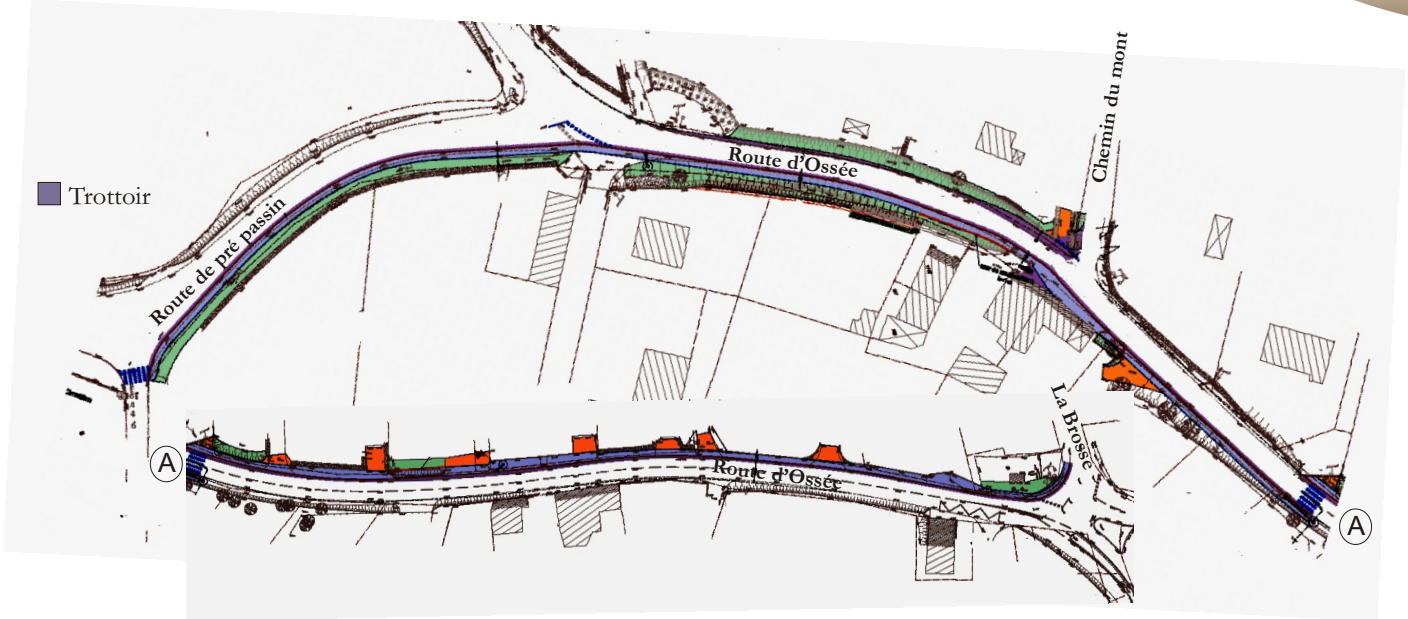 Chemin du mont
Route d'Ossée
Trottoir
Route de pré passin
La Brosse
A
Route d'Ossée
A